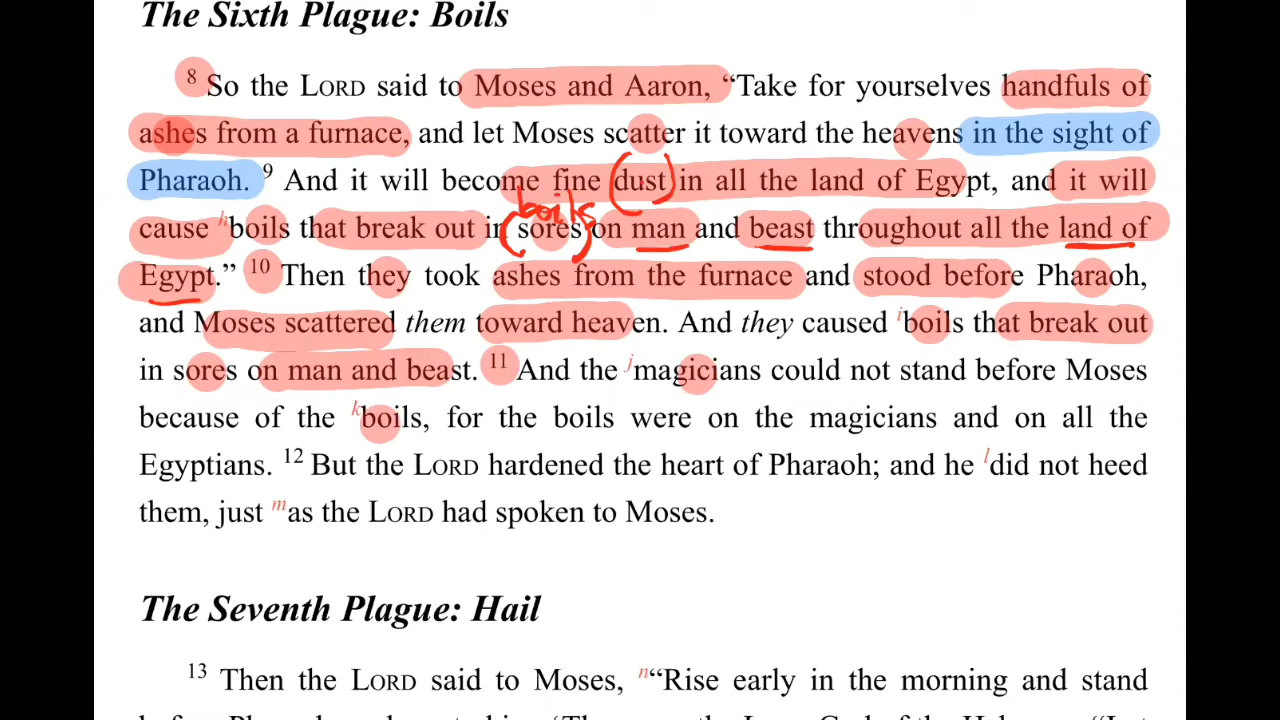 The Sixth Plague: Boils
8 So the LORD said to Moses and Aaron, “Take for yourselves handfuls of
ashes from a furnace, and let Moses scatter it toward the heavens in the sight of
Pharaoh. 9 And it will become fine (dust) in all the land of Egypt, and it will
boils
cause h boils that break out in (sores) on man and beast throughout all the land of
Egypt.” 10 Then they took ashes from the furnace and stood before Pharaoh,
and Moses scattered them toward heaven. And they caused i boils that break out
in sores on man and beast. 11 And the j magicians could not stand before Moses
because of the k boils, for the boils were on the magicians and on all the
Egyptians. 12 But the LORD hardened the heart of Pharaoh; and he l did not heed
them, just m as the LORD had spoken to Moses.
The Seventh Plague: Hail
13 Then the LORD said to Moses, n “Rise early in the morning and stand